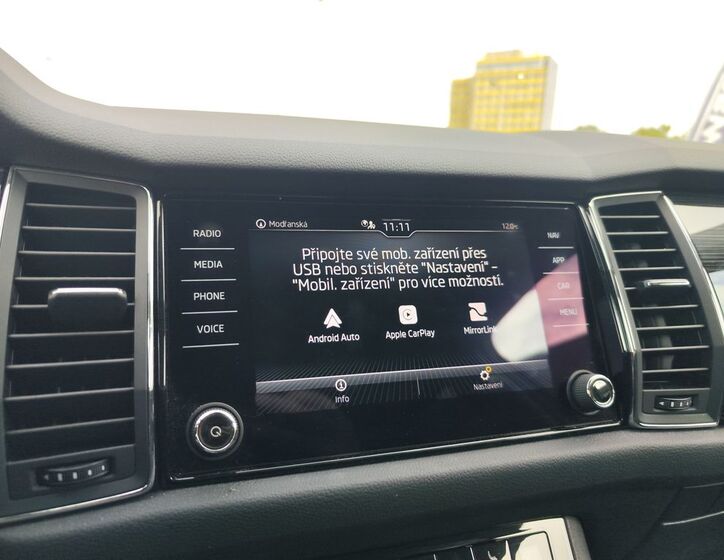 RADIO
MEDIA
PHONE
VOICE
Modřanská
11:11
12.0°C
Připojte své mob. zařízení přes
USB nebo stiskněte "Nastavení" –
"Mobil. zařízení" pro více možností.
Android Auto
Apple CarPlay
MirrorLink
Info
Nastavení
NAV
APP
CAR
MENU